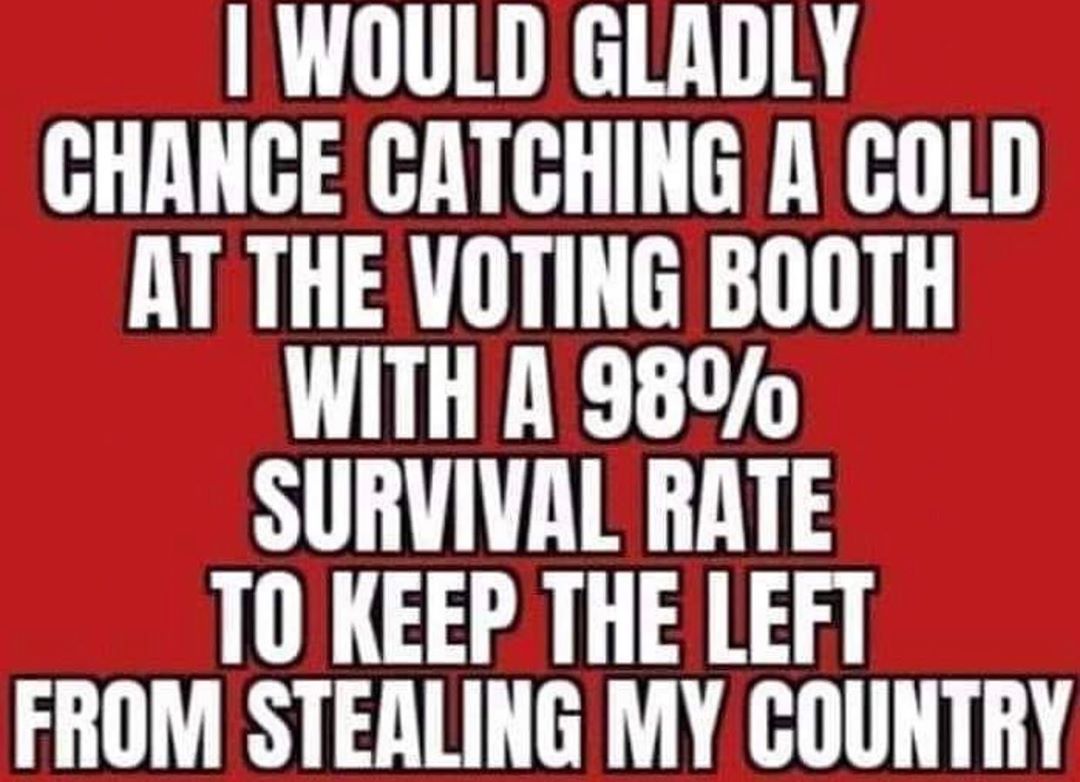 I WOULD GLADLY
CHANCE CATCHING A COLD
AT THE VOTING BOOTH
WITH A 98%
SURVIVAL RATE
TO KEEP THE LEFT
FROM STEALING MY COUNTRY